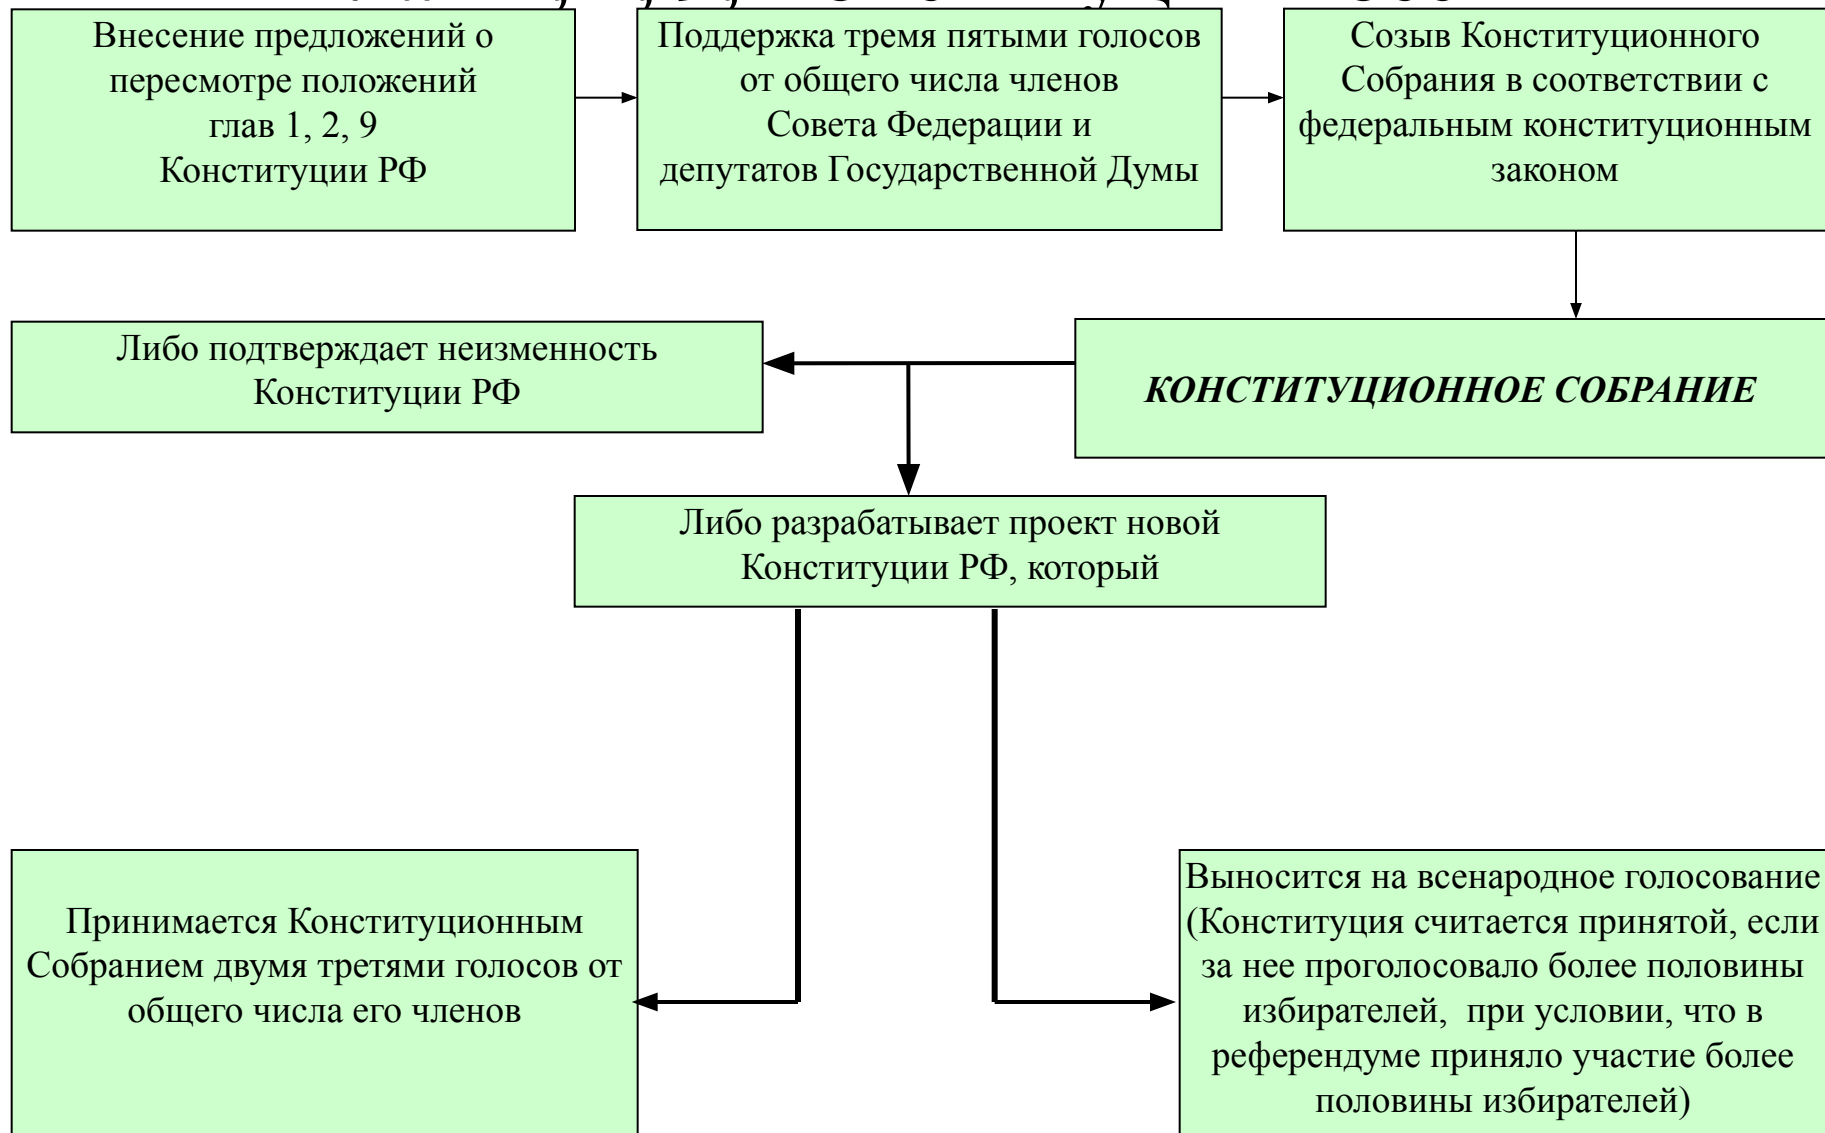 Внесение предложений о
пересмотре положений
глав 1, 2, 9
Конституции РФ
Поддержка тремя пятыми голосов
от общего числа членов
Совета Федерации и
депутатов Государственной Думы
Созыв Конституционного
Собрания в соответствии с
федеральным конституционным
законом
Либо подтверждает неизменность
Конституции РФ
КОНСТИТУЦИОННОЕ СОБРАНИЕ
Либо разрабатывает проект новой
Конституции РФ, который
Принимается Конституционным
Собранием двумя третями голосов от
общего числа его членов
Выносится на всенародное голосование
(Конституция считается принятой, если
за нее проголосовало более половины
избирателей, при условии, что в
референдуме приняло участие более
половины избирателей)